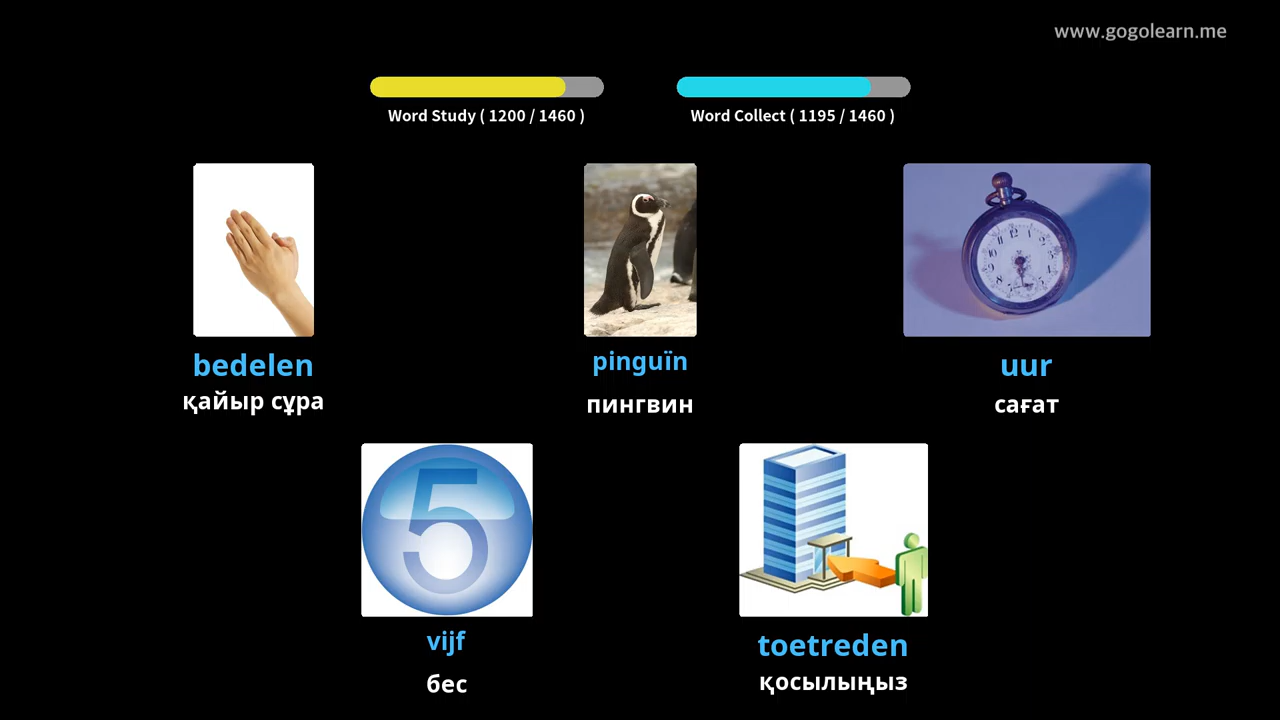 www.gogolearn.me
Word Study ( 1200 / 1460 )
Word Collect ( 1195 / 1460 )
bedelen
қайыр сұра
pinguïn
пингвин
uur
сағат
5
vijf
бес
toetreden
қосылыңыз